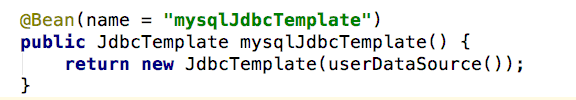 @Bean(name = "mysqlJdbcTemplate")
public JdbcTemplate mysqlJdbcTemplate() {
    return new JdbcTemplate(userDataSource());
}